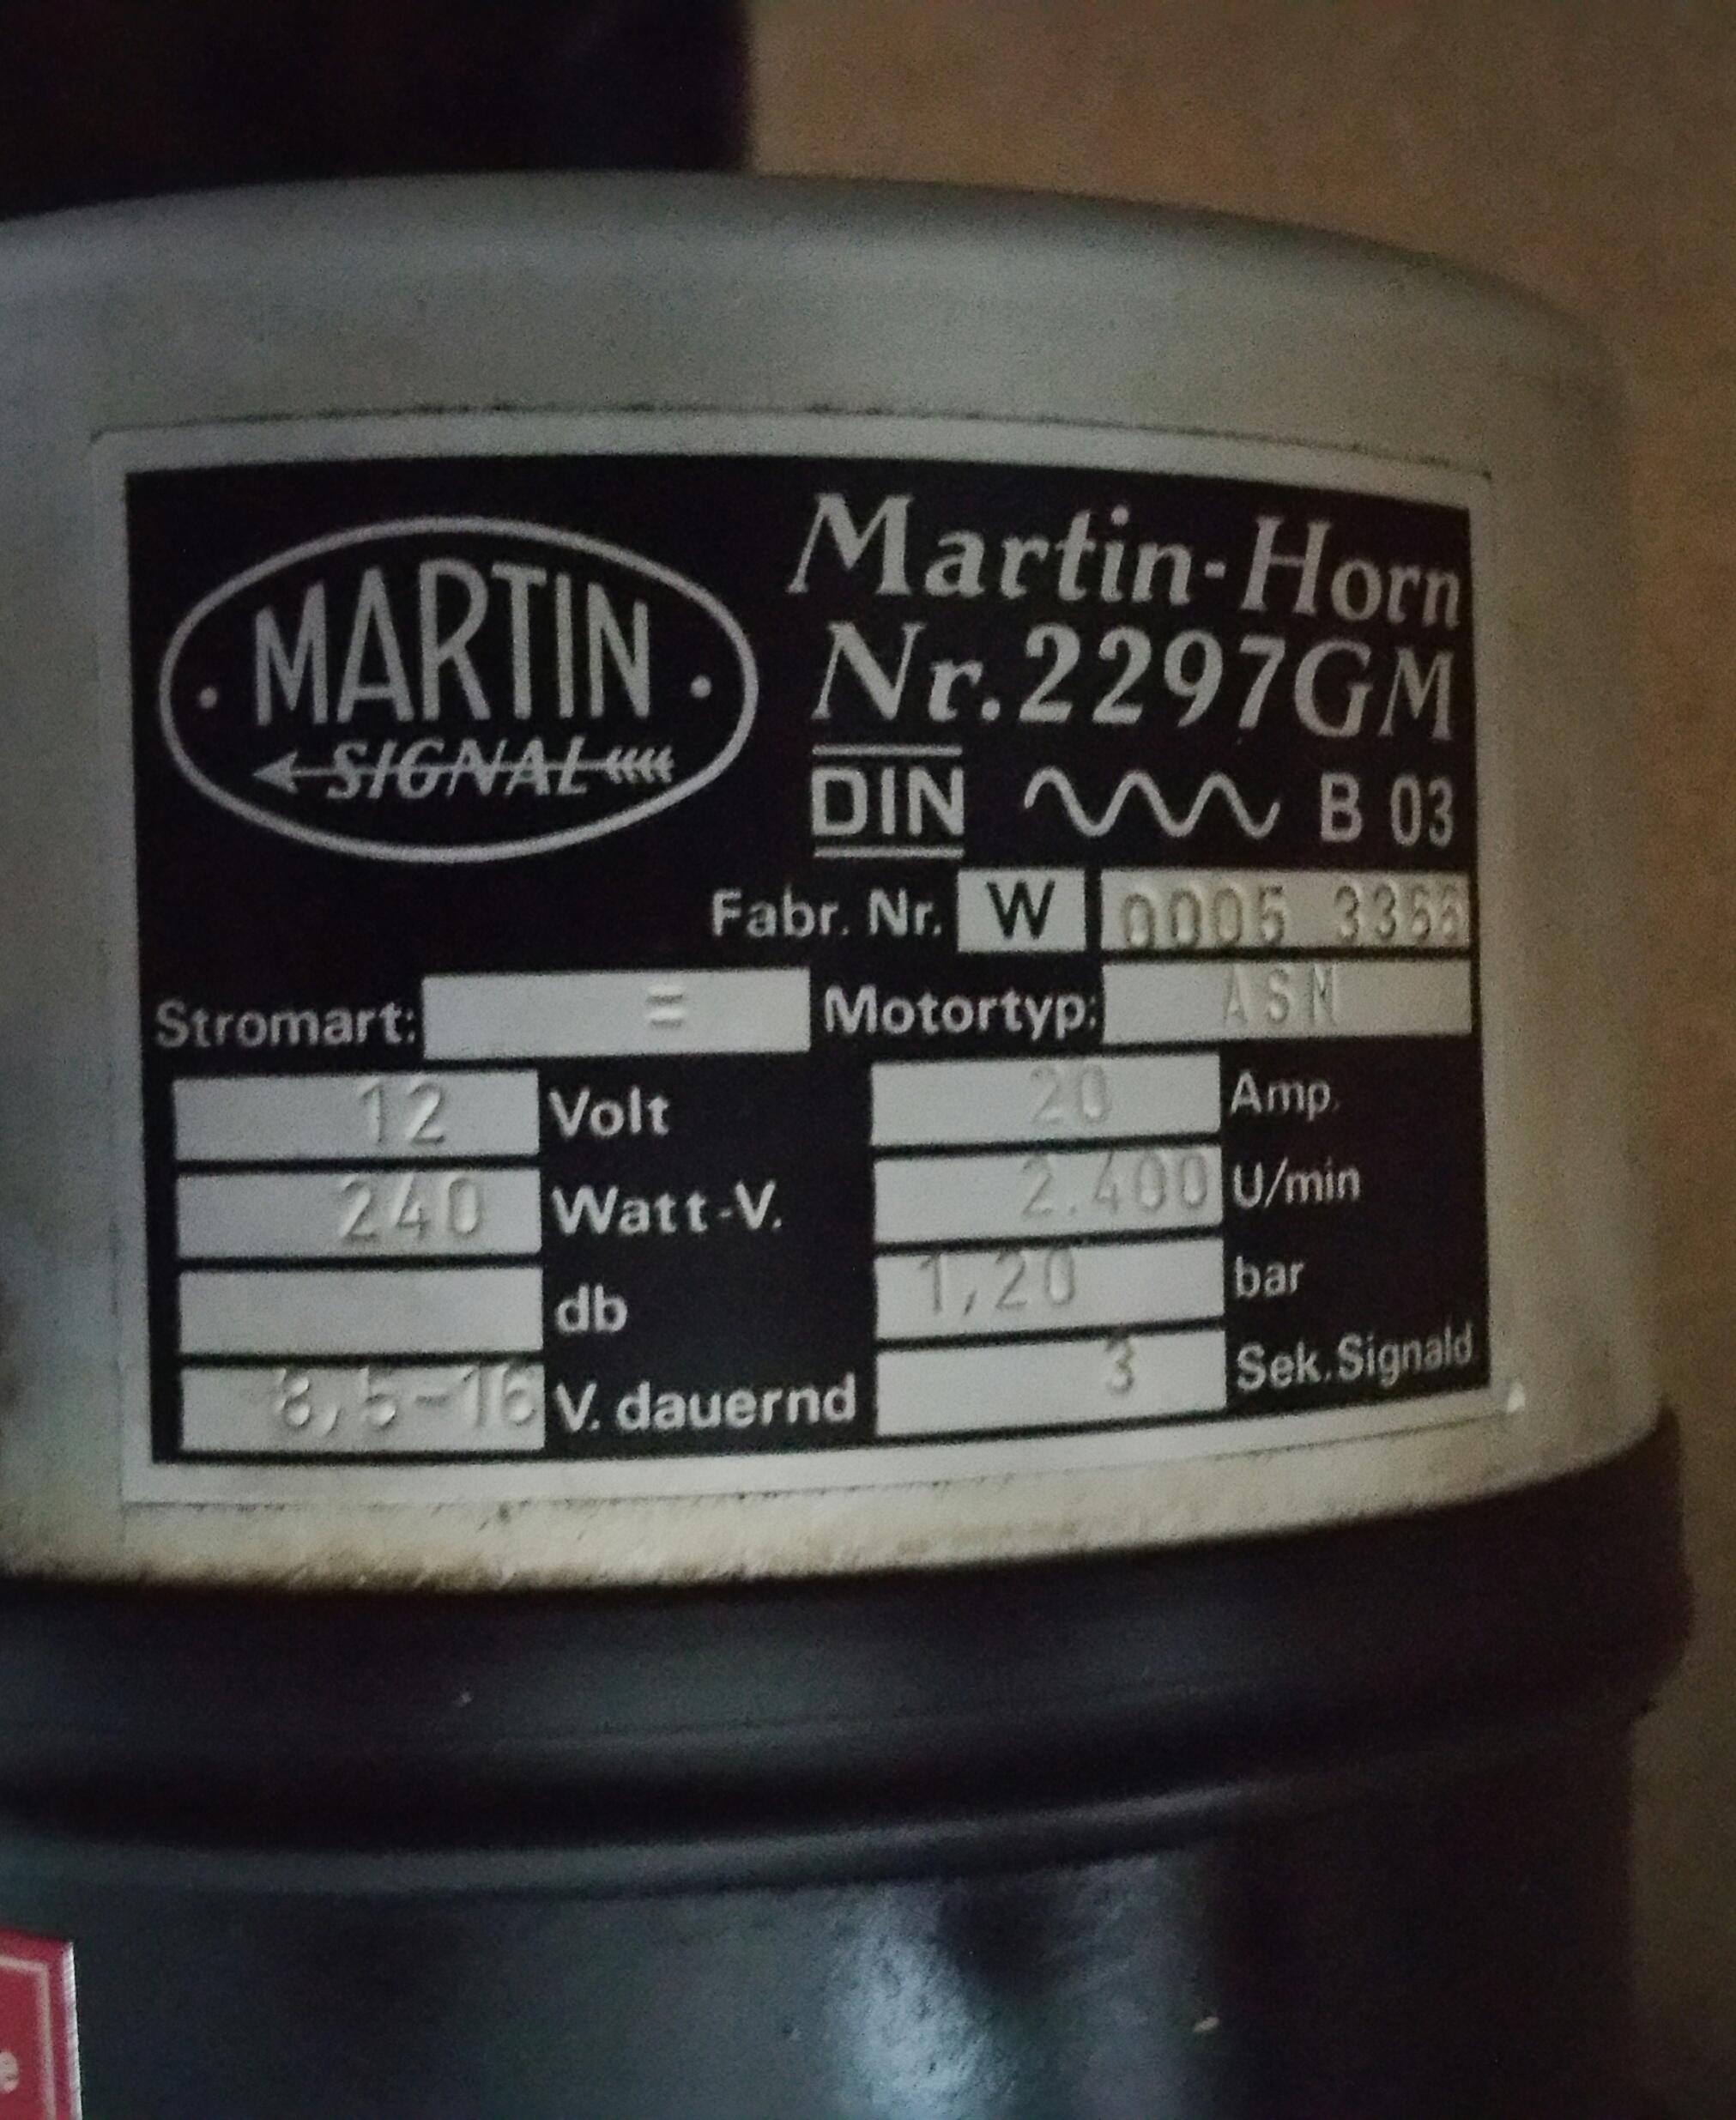 MARTIN
SIGNAL
Martin-Horn
Nr. 2297GM
DIN B 03
Fabr. Nr. W 0005 3366
Stromart: = Motortyp: ASM
12 Volt 20 Amp.
240 Watt-V. 2.400 U/min
db 1,20 bar
8,5-16 V. dauernd 3 Sek. Signald.
e